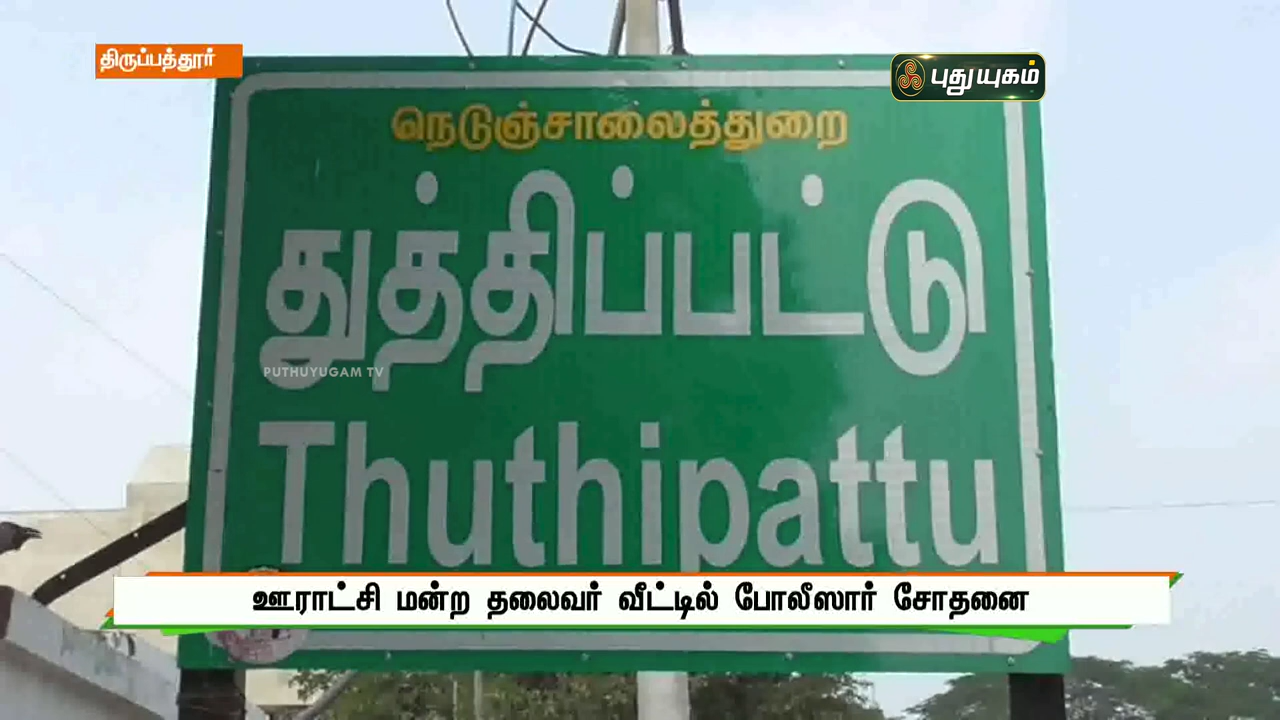 திருப்பத்தூர்
புதுயுகம்
நெடுஞ்சாலைத்துறை
துத்திப்பட்டு
PUTHUYUGAM TV
Thuthipattu
ஊராட்சி மன்ற தலைவர் வீட்டில் போலீஸார் சோதனை